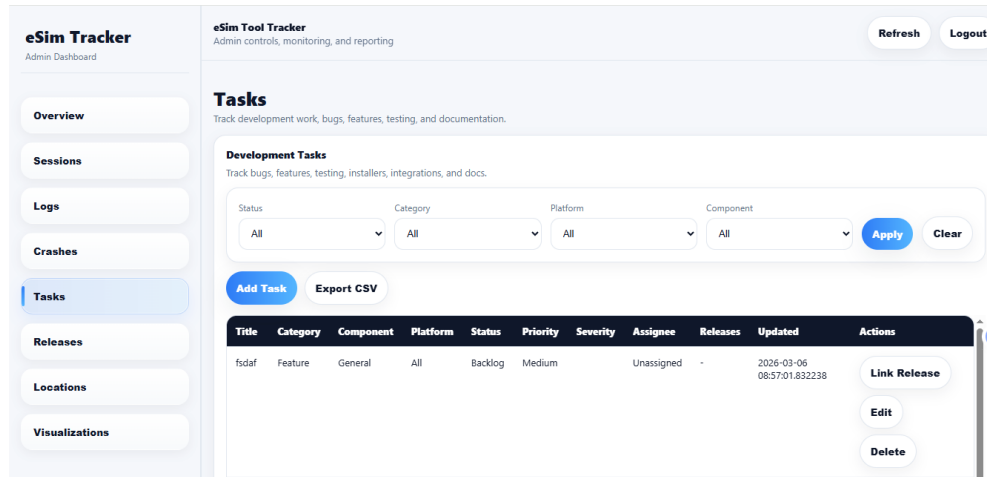 eSim Tracker
Admin Dashboard
Overview
Sessions
Logs
Crashes
Tasks
Releases
Locations
Visualizations
eSim Tool Tracker
Admin controls, monitoring, and reporting
Refresh
Logout
Tasks
Track development work, bugs, features, testing, and documentation.
Development Tasks
Track bugs, features, testing, installers, integrations, and docs.
Status Category Platform Component
All All All All Apply Clear
Add Task Export CSV
Title Category Component Platform Status Priority Severity Assignee Releases Updated Actions
fsdaf Feature General All Backlog Medium Unassigned - 2026-03-06 Link Release
08:57:01.832238
Edit
Delete